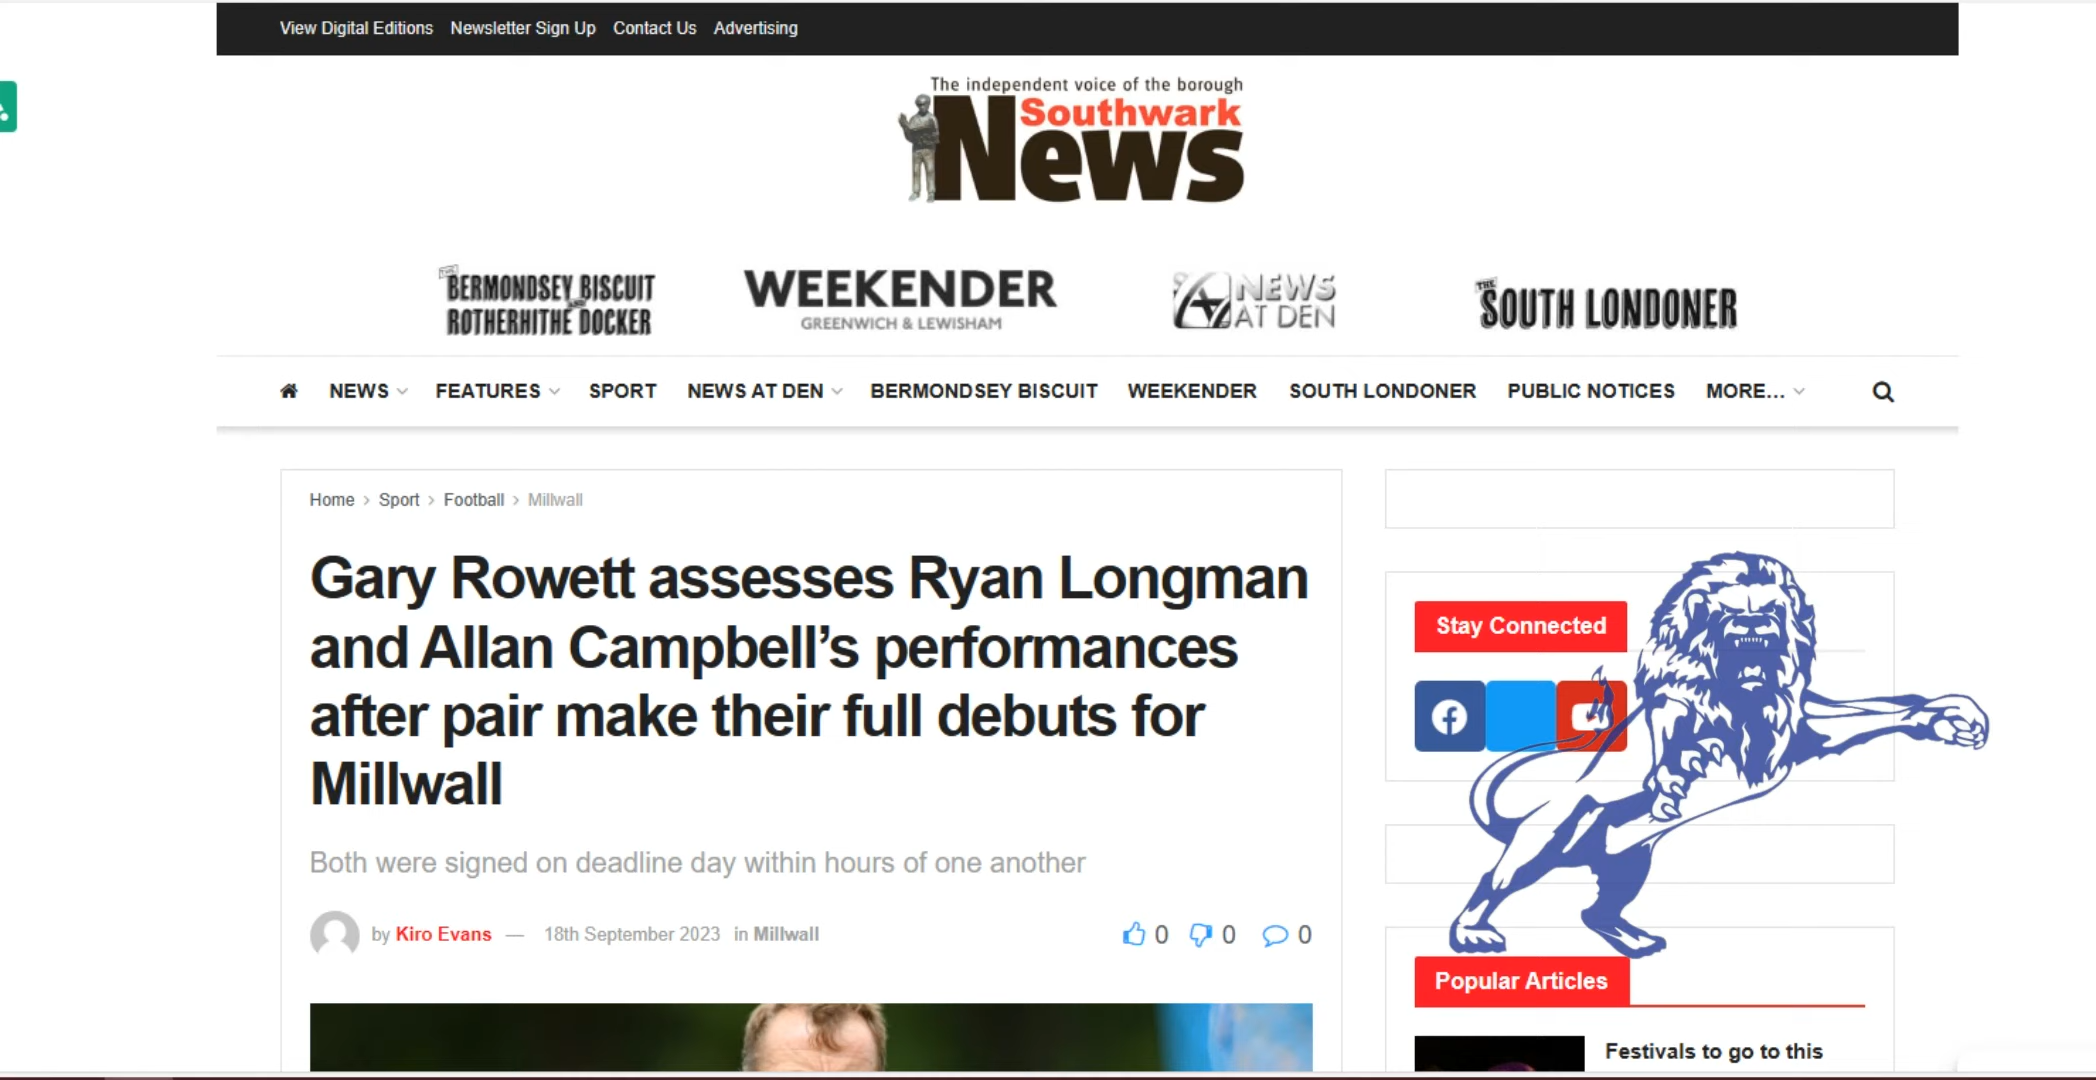 View Digital Editions Newsletter Sign Up Contact Us Advertising
The independent voice of the borough
Southwark
News
THE
BERMONDSEY BISCUIT
AND
ROTHERHITHE DOCKER
WEEKENDER
GREENWICH & LEWISHAM
NEWS
AT DEN
THE
SOUTH LONDONER
NEWS FEATURES SPORT NEWS AT DEN BERMONDSEY BISCUIT WEEKENDER SOUTH LONDONER PUBLIC NOTICES MORE...
Home > Sport > Football > Millwall
Gary Rowett assesses Ryan Longman
and Allan Campbell’s performances
after pair make their full debuts for
Millwall
Both were signed on deadline day within hours of one another
by Kiro Evans — 18th September 2023 in Millwall
0 0 0
Stay Connected
Popular Articles
Festivals to go to this